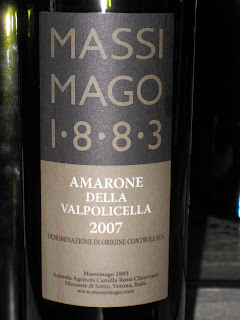 MASSI
MAGO
1·8·8·3
AMARONE
DELLA
VALPOLICELLA
2007
DENOMINAZIONE DI ORIGINE CONTROLLATA
Massimago 1883
Azienda Agricola Camilla Rossi Chauvenet
Mezzane di Sotto, Verona, Italia
www.massimago.com